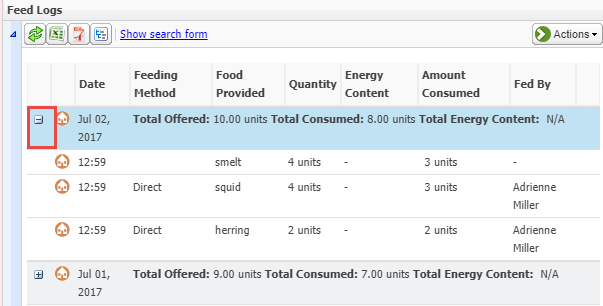 Feed Logs
Show search form Actions
Date Feeding Method Food Provided Quantity Energy Content Amount Consumed Fed By
Jul 02, 2017 Total Offered: 10.00 units Total Consumed: 8.00 units Total Energy Content: N/A
12:59 smelt 4 units - 3 units -
12:59 Direct squid 4 units - 3 units Adrienne Miller
12:59 Direct herring 2 units - 2 units Adrienne Miller
Jul 01, 2017 Total Offered: 9.00 units Total Consumed: 7.00 units Total Energy Content: N/A